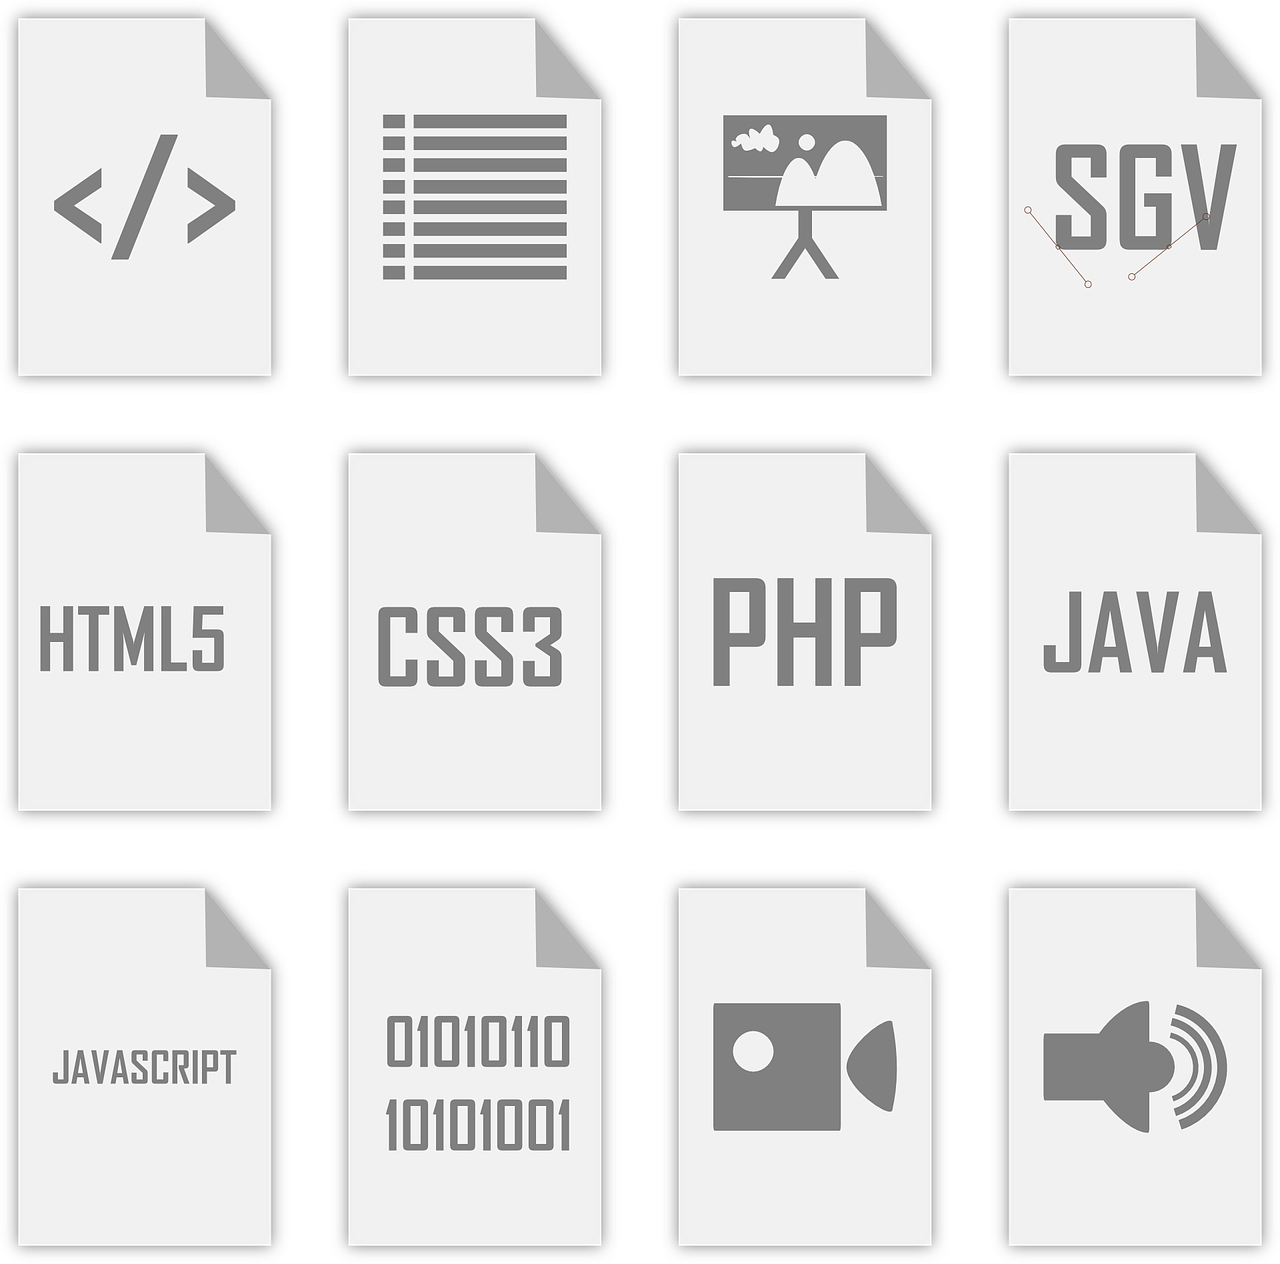 </>
SGV
HTML5
CSS3
PHP
JAVA
JAVASCRIPT
01010110
10101001